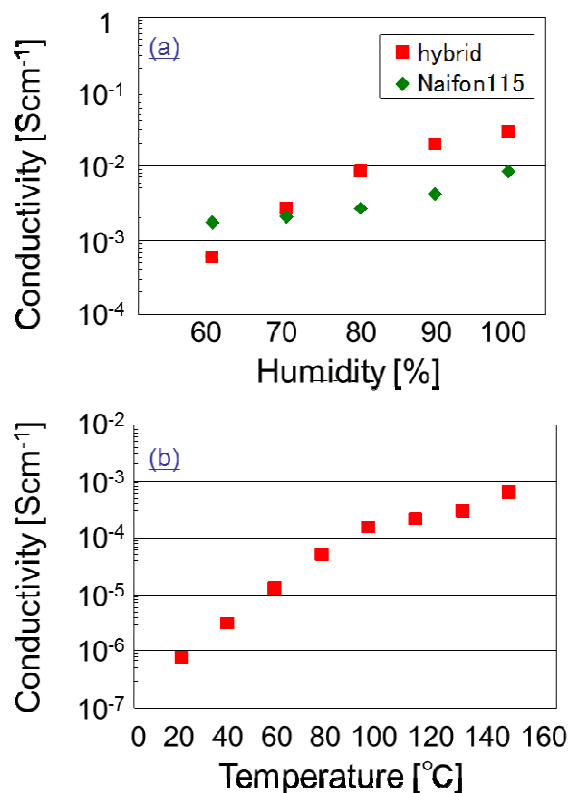 (a)
hybrid
Naifon115
Conductivity [Scm⁻¹]
1
10⁻¹
10⁻²
10⁻³
10⁻⁴
60 70 80 90 100
Humidity [%]
(b)
Conductivity [Scm⁻¹]
10⁻²
10⁻³
10⁻⁴
10⁻⁵
10⁻⁶
10⁻⁷
0 20 40 60 80 100 120 140 160
Temperature [℃]